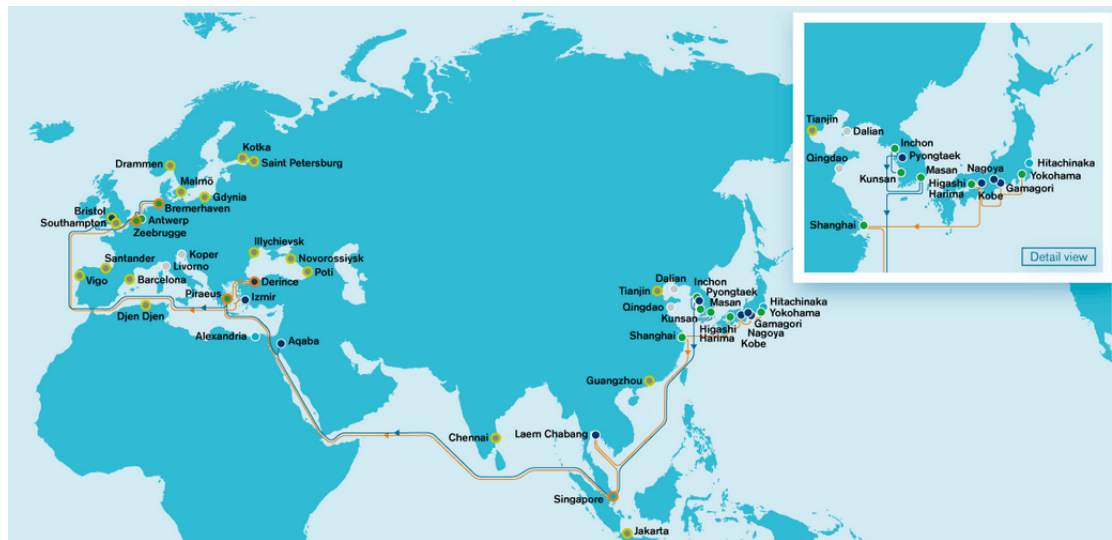 Kotka
Saint Petersburg
Drammen
Malmö
Gdynia
Bremerhaven
Bristol
Southampton
Antwerp
Zeebrugge
Illychievsk
Koper
Santander
Livorno
Novorossiysk
Vigo
Barcelona
Poti
Derince
Piraeus
Izmir
Djen Djen
Alexandria
Aqaba
Dalian
Inchon
Tianjin
Pyongtaek
Qingdao
Masan
Hitachinaka
Kunsan
Yokohama
Higashi
Harima
Gamagori
Nagoya
Kobe
Shanghai
Guangzhou
Chennai
Laem Chabang
Singapore
Jakarta
Tianjin
Dalian
Inchon
Qingdao
Pyongtaek
Kunsan
Masan
Nagoya
Hitachinaka
Higashi
Harima
Yokohama
Kobe
Gamagori
Shanghai
Detail view